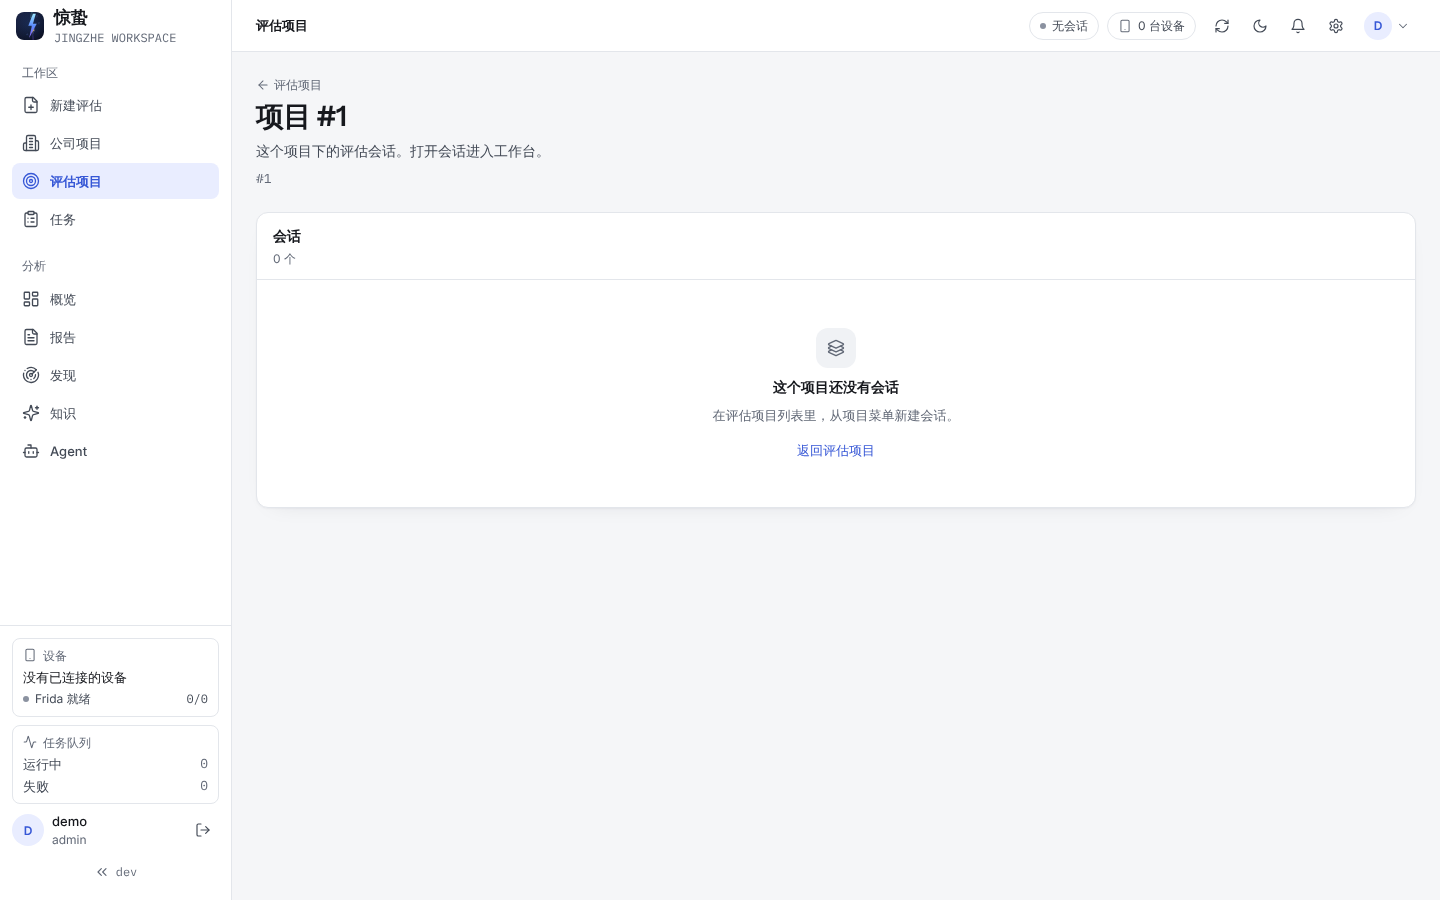 惊蛰
JINGZHE WORKSPACE
工作区
新建评估
公司项目
评估项目
任务
分析
概览
报告
发现
知识
Agent
设备
没有已连接的设备
Frida 就绪 0/0
任务队列
运行中 0
失败 0
D demo
admin
dev
评估项目
无会话
0 台设备
D
评估项目
项目 #1
这个项目下的评估会话。打开会话进入工作台。
#1
会话
0 个
这个项目还没有会话
在评估项目列表里，从项目菜单新建会话。
返回评估项目